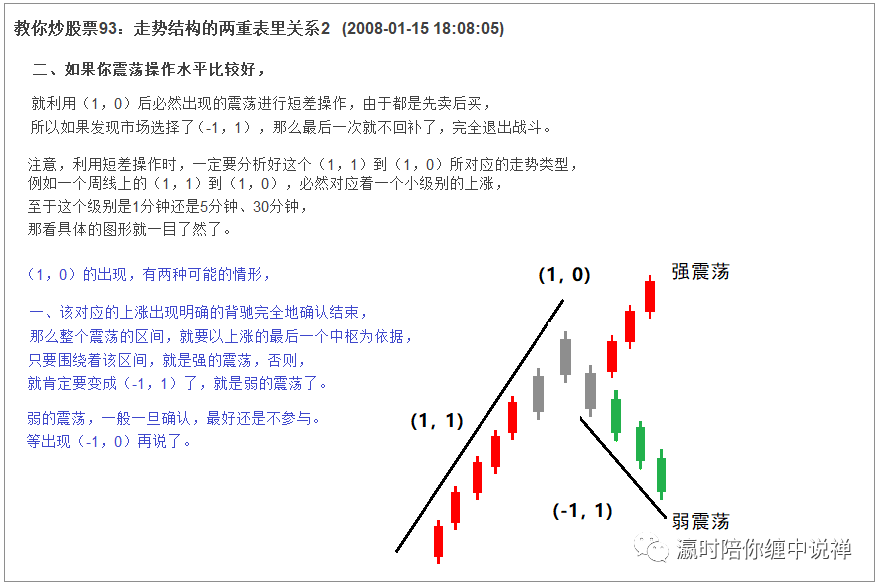 教你炒股票93：走势结构的两重表里关系2 (2008-01-15 18:08:05)
二、如果你震荡操作水平比较好，
就利用（1，0）后必然出现的震荡进行短差操作，由于都是先卖后买，
所以如果发现市场选择了（-1，1），那么最后一次就不回补了，完全退出战斗。
注意，利用短差操作时，一定要分析好这个（1，1）到（1，0）所对应的走势类型，
例如一个周线上的（1，1）到（1，0），必然对应着一个小级别的上涨，
至于这个级别是1分钟还是5分钟、30分钟，
那看具体的图形就一目了然了。
（1，0）的出现，有两种可能的情形，
一、该对应的上涨出现明确的背驰完全地确认结束，
那么整个震荡的区间，就要以上涨的最后一个中枢为依据，
只要围绕着该区间，就是强的震荡，否则，
就肯定要变成（-1，1）了，就是弱的震荡了。
弱的震荡，一般一旦确认，最好还是不参与。
等出现（-1，0）再说了。
(1, 0)
强震荡
(1, 1)
(-1, 1)
弱震荡
瀛时陪你缠中说禅